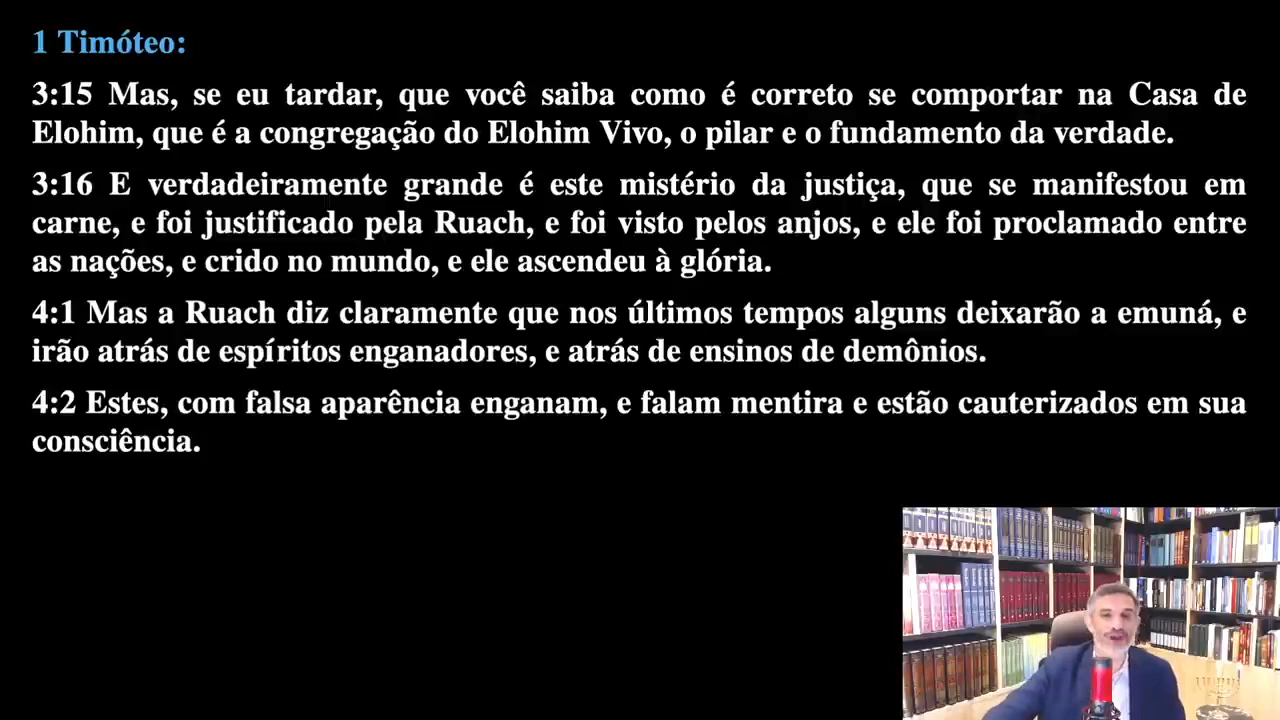 1 Timóteo:
3:15 Mas, se eu tardar, que você saiba como é correto se comportar na Casa de
Elohim, que é a congregação do Elohim Vivo, o pilar e o fundamento da verdade.
3:16 E verdadeiramente grande é este mistério da justiça, que se manifestou em
carne, e foi justificado pela Ruach, e foi visto pelos anjos, e ele foi proclamado entre
as nações, e crido no mundo, e ele ascendeu à glória.
4:1 Mas a Ruach diz claramente que nos últimos tempos alguns deixarão a emuná, e
irão atrás de espíritos enganadores, e atrás de ensinos de demônios.
4:2 Estes, com falsa aparência enganam, e falam mentira e estão cauterizados em sua
consciência.